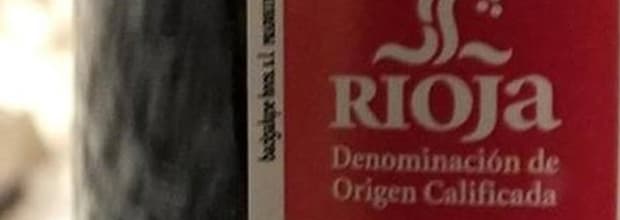 RIOJa
Denominación de
Origen Calificada